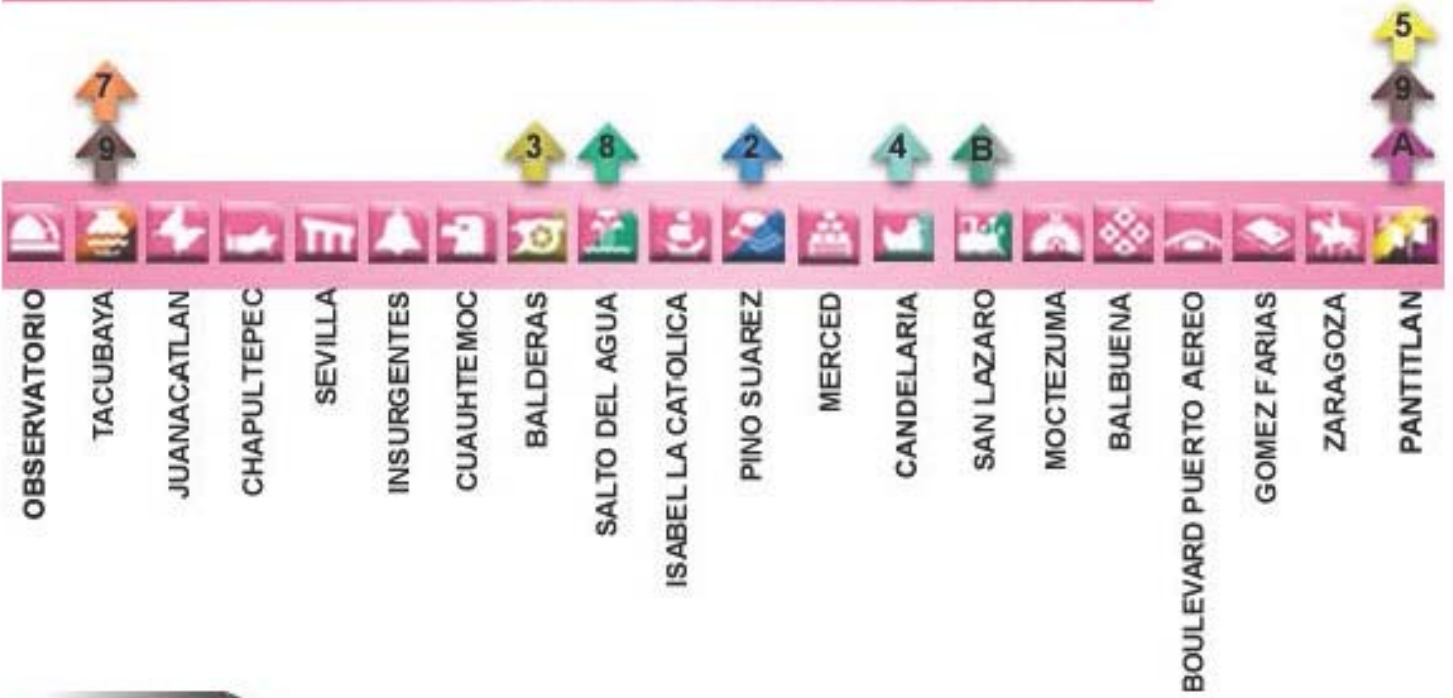 5
7
9
9
3
8
2
4
B
A
OBSERVATORIO
TACUBAYA
JUANACATLAN
CHAPULTEPEC
SEVILLA
INSURGENTES
CUAUHTEMOC
BALDERAS
SALTO DEL AGUA
ISABEL LA CATOLICA
PINO SUAREZ
MERCED
CANDELARIA
SAN LAZARO
MOCTEZUMA
BALBUENA
BOULEVARD PUERTO AEREO
GOMEZ FARIAS
ZARAGOZA
PANTITLAN